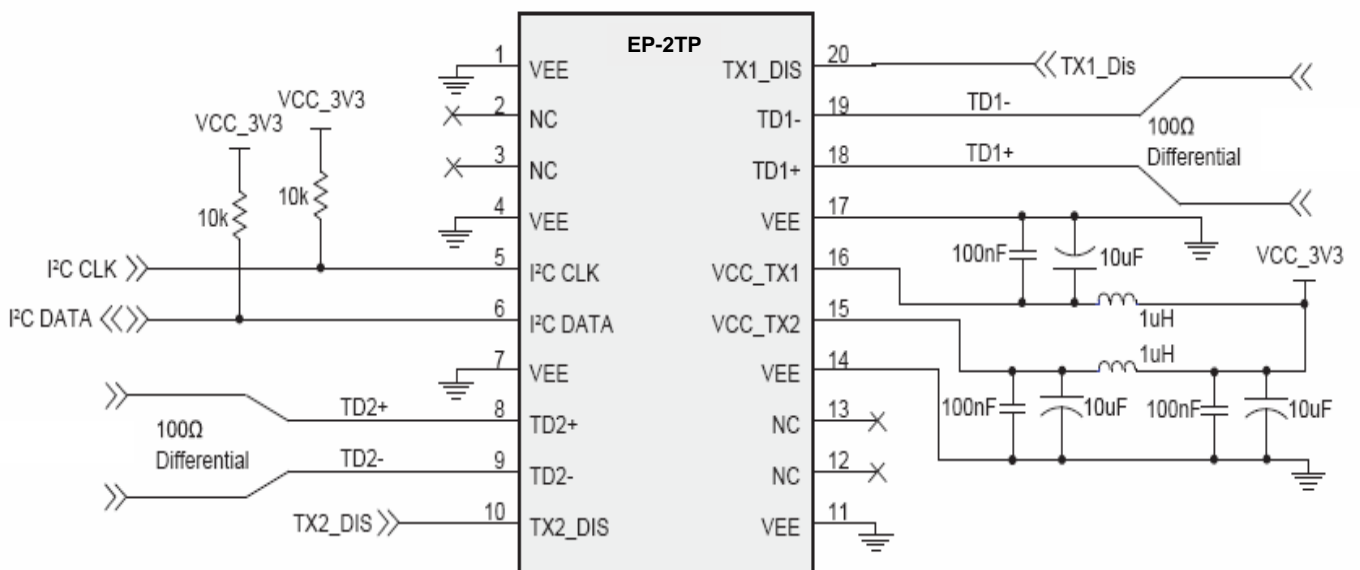 EP-2TP
1 VEE
2 NC
3 NC
4 VEE
5 I²C CLK
6 I²C DATA
7 VEE
8 TD2+
9 TD2-
10 TX2_DIS
20 TX1_DIS
19 TD1-
18 TD1+
17 VEE
16 VCC_TX1
15 VCC_TX2
14 VEE
13 NC
12 NC
11 VEE
VCC_3V3
VCC_3V3
10k
10k
I²C CLK
I²C DATA
TD2+
100Ω
Differential
TD2-
TX2_DIS
TX1_Dis
TD1-
100Ω
Differential
TD1+
100nF
10uF
VCC_3V3
1uH
1uH
100nF
10uF
100nF
10uF